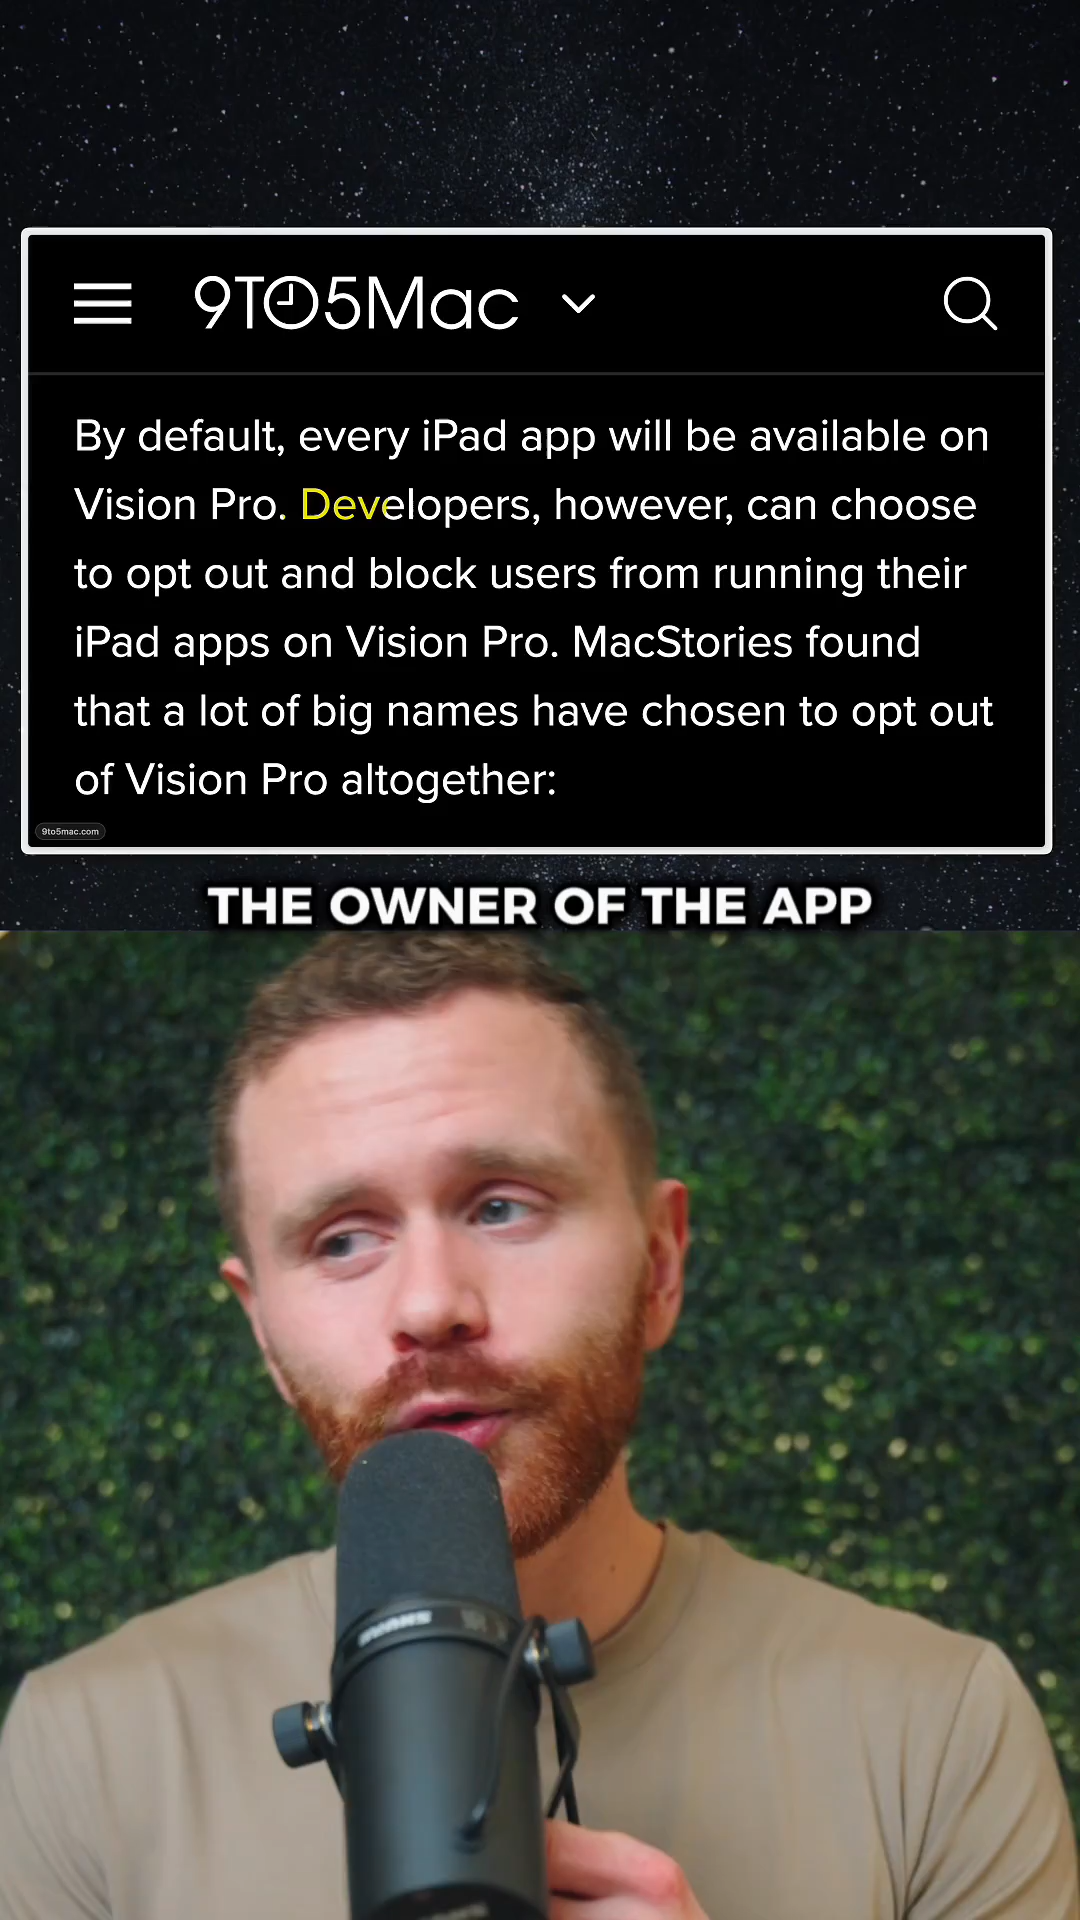 9TO5Mac
By default, every iPad app will be available on
Vision Pro. Developers, however, can choose
to opt out and block users from running their
iPad apps on Vision Pro. MacStories found
that a lot of big names have chosen to opt out
of Vision Pro altogether:
9to5mac.com
THE OWNER OF THE APP
SHURE